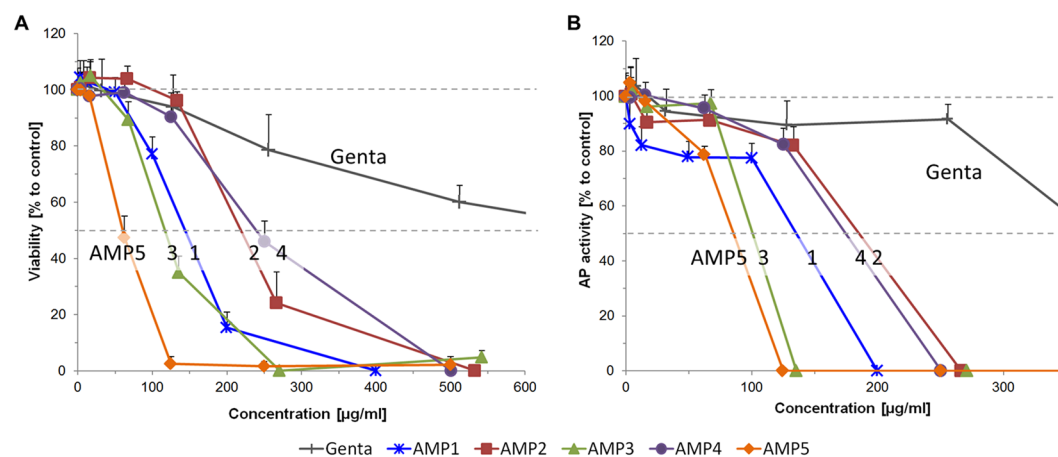 A
120
100
80
60
40
20
0
Viability [% to control]
Genta
AMP5 3 1 2 4
0 100 200 300 400 500 600
Concentration [µg/ml]
B
120
100
80
60
40
20
0
AP activity [% to control]
Genta
AMP5 3 1 4 2
0 100 200 300
Concentration [µg/ml]
Genta AMP1 AMP2 AMP3 AMP4 AMP5